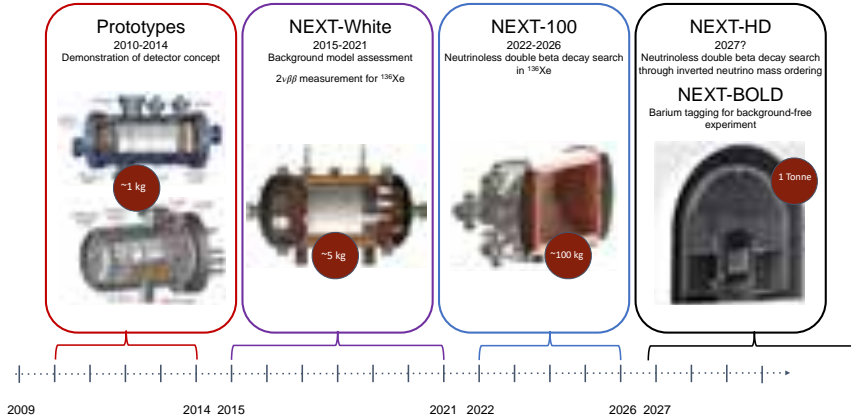 Prototypes
2010-2014
Demonstration of detector concept
~1 kg
NEXT-White
2015-2021
Background model assessment
2νββ measurement for ¹³⁶Xe
~5 kg
NEXT-100
2022-2026
Neutrinoless double beta decay search
in ¹³⁶Xe
~100 kg
NEXT-HD
2027?
Neutrinoless double beta decay search
through inverted neutrino mass ordering
NEXT-BOLD
Barium tagging for background-free
experiment
1 Tonne
2009 2014 2015 2021 2022 2026 2027